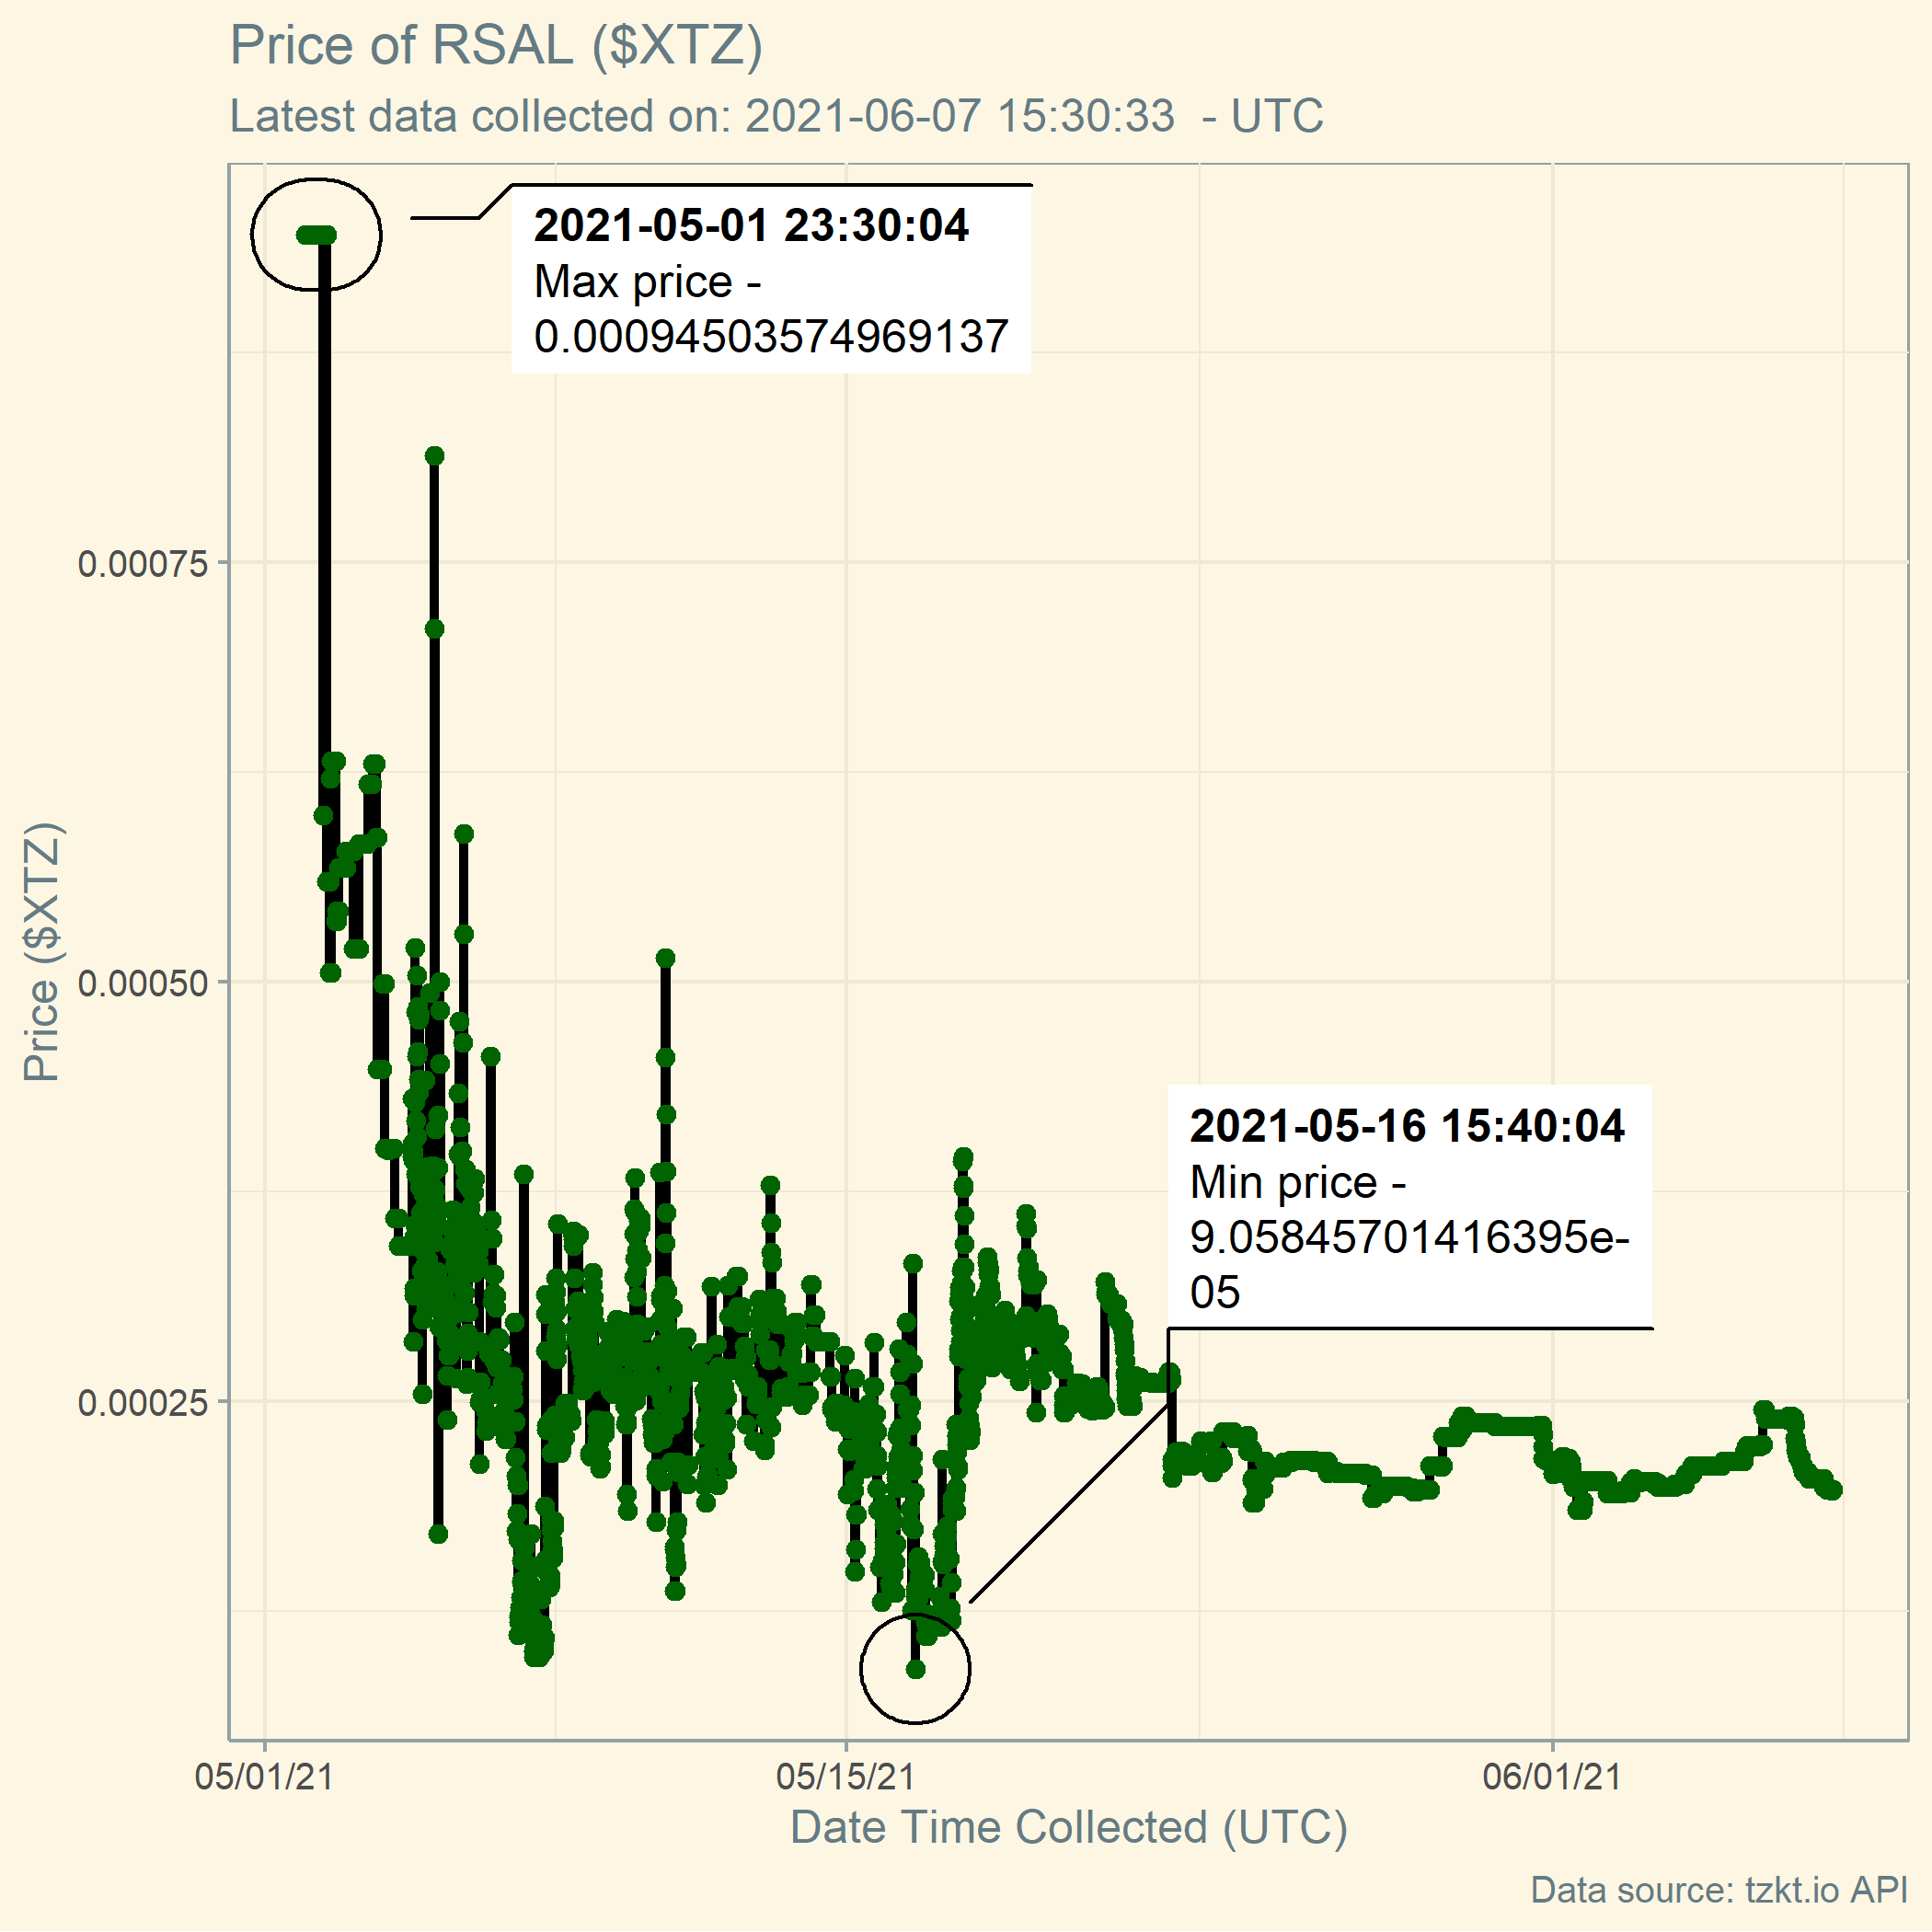 Price of RSAL ($XTZ)
Latest data collected on: 2021-06-07 15:30:33  - UTC
2021-05-01 23:30:04
Max price -
0.00094503574969137
0.00075
0.00050
0.00025
Price ($XTZ)
2021-05-16 15:40:04
Min price -
9.05845701416395e-
05
05/01/21
05/15/21
06/01/21
Date Time Collected (UTC)
Data source: tzkt.io API